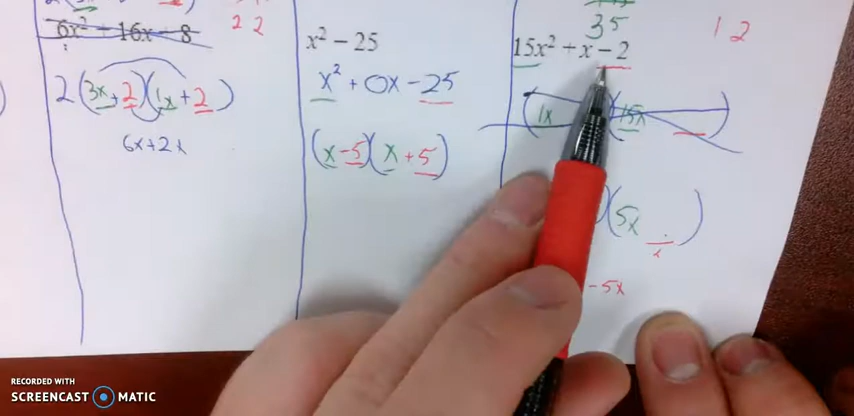 6x² - 16x - 8
2 2
2(3x+2)(1x+2)
6x+2x
x² - 25
x² + 0x - 25
(x -5)(x +5)
35
1 2
15x² + x - 2
(1x
(15x
)(5x
)
-5x
RECORDED WITH
SCREENCAST MATIC